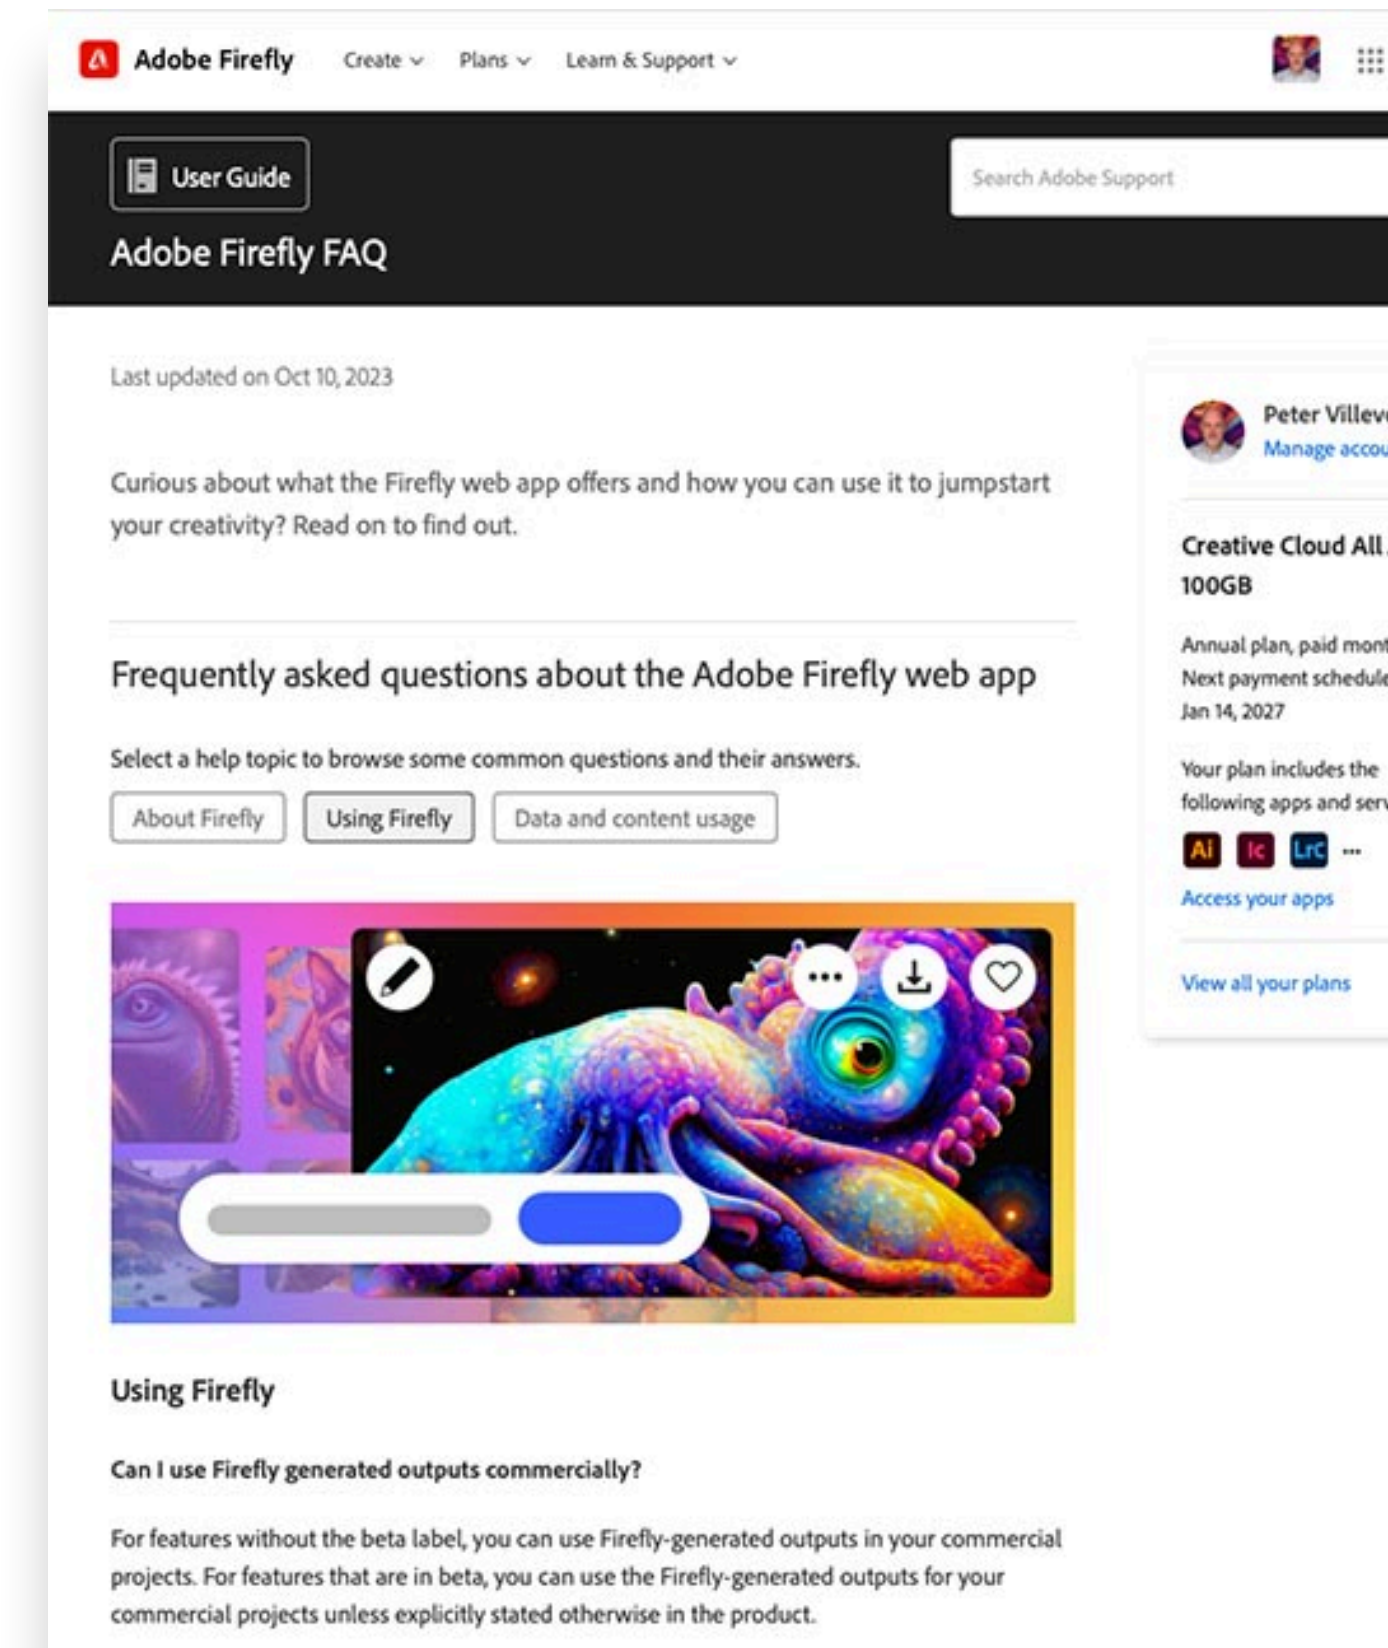 Adobe Firefly Create Plans Learn & Support
User Guide
Search Adobe Support
Adobe Firefly FAQ
Last updated on Oct 10, 2023
Curious about what the Firefly web app offers and how you can use it to jumpstart
your creativity? Read on to find out.
Frequently asked questions about the Adobe Firefly web app
Select a help topic to browse some common questions and their answers.
About Firefly Using Firefly Data and content usage
Using Firefly
Can I use Firefly generated outputs commercially?
For features without the beta label, you can use Firefly-generated outputs in your commercial
projects. For features that are in beta, you can use the Firefly-generated outputs for your
commercial projects unless explicitly stated otherwise in the product.
Peter
Manage
Creative Cloud All
100GB
Annual plan, paid
Next payment
Jan 14, 2027
Your plan includes the
following apps and
Ai Ic LrC
Access your apps
View all your plans